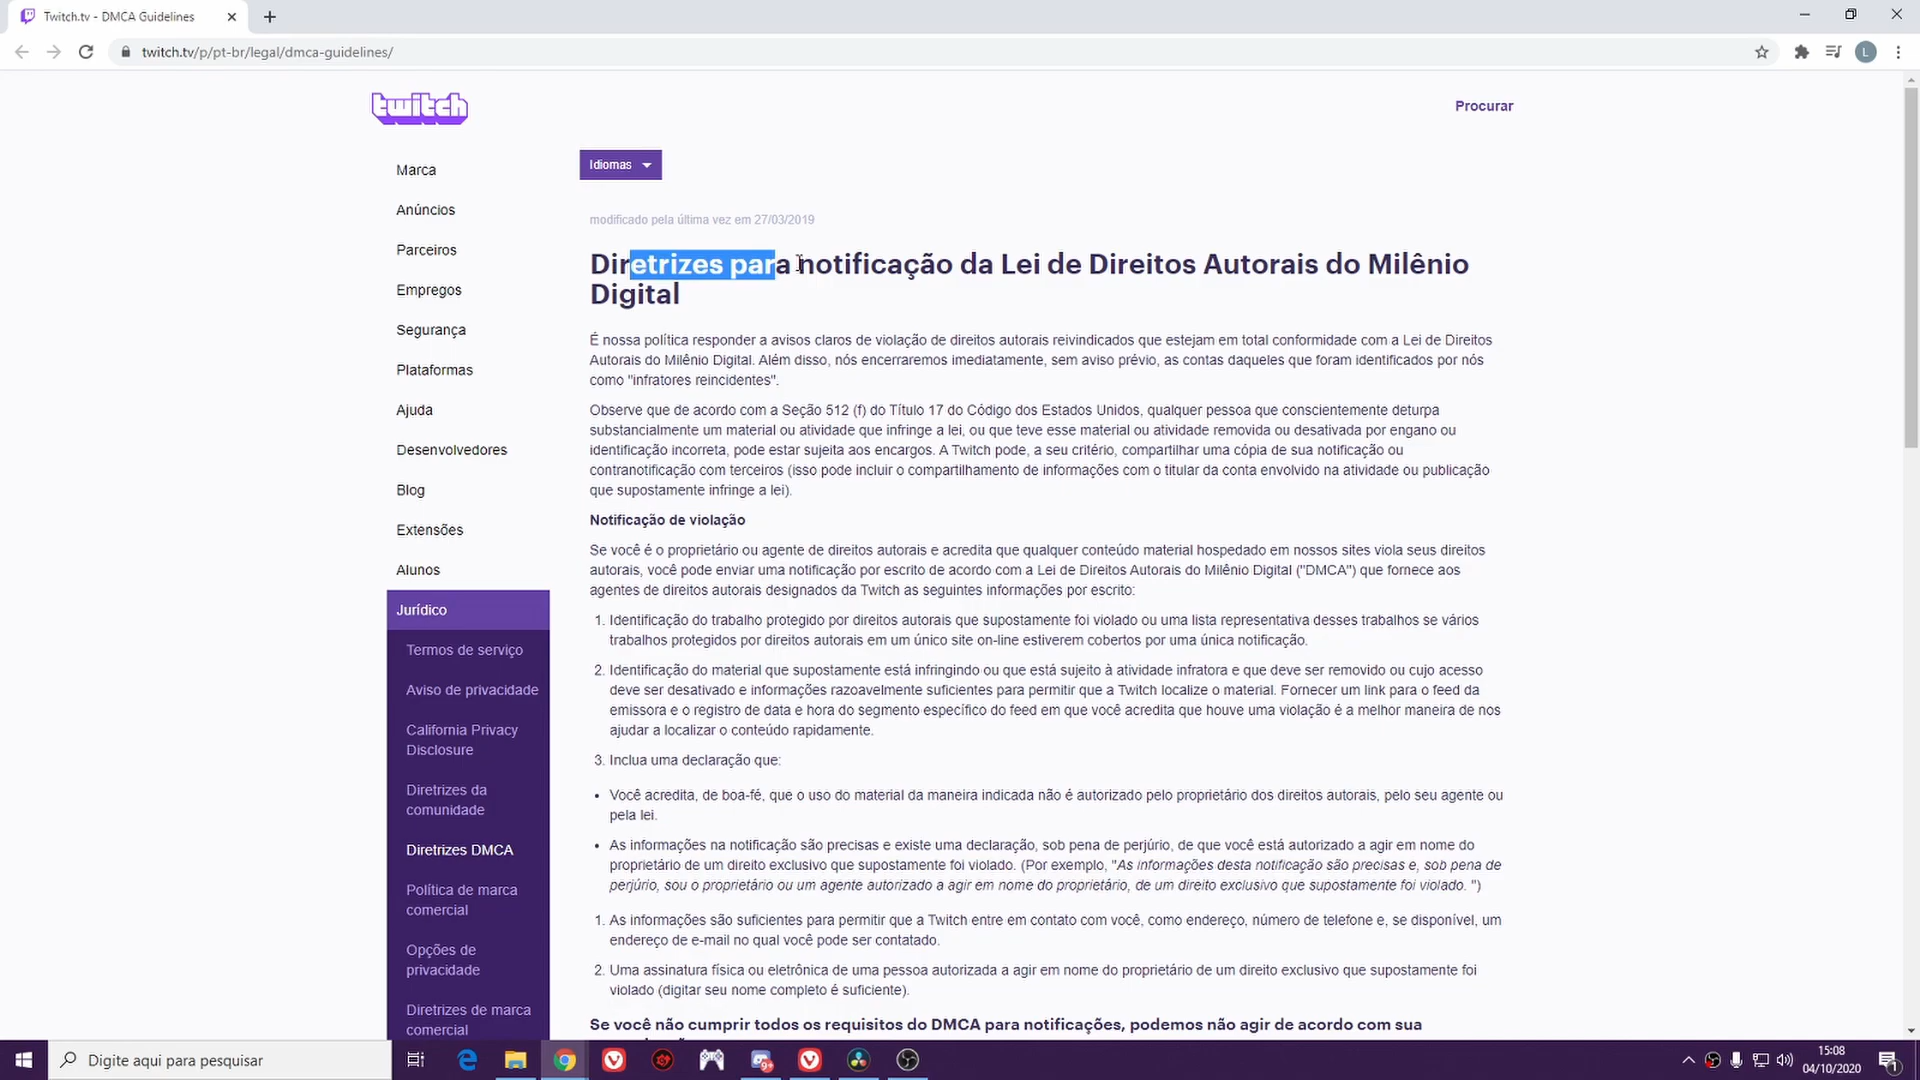 Twitch.tv - DMCA Guidelines
twitch.tv/p/pt-br/legal/dmca-guidelines/
L
twitch
Procurar
Marca
Anúncios
Parceiros
Empregos
Segurança
Plataformas
Ajuda
Desenvolvedores
Blog
Extensões
Alunos
Jurídico
Termos de serviço
Aviso de privacidade
California Privacy
Disclosure
Diretrizes da
comunidade
Diretrizes DMCA
Política de marca
comercial
Opções de
privacidade
Diretrizes de marca
comercial
Idiomas
modificado pela última vez em 27/03/2019
Diretrizes para notificação da Lei de Direitos Autorais do Milênio
Digital
É nossa política responder a avisos claros de violação de direitos autorais reivindicados que estejam em total conformidade com a Lei de Direitos
Autorais do Milênio Digital. Além disso, nós encerraremos imediatamente, sem aviso prévio, as contas daqueles que foram identificados por nós
como "infratores reincidentes".
Observe que de acordo com a Seção 512 (f) do Título 17 do Código dos Estados Unidos, qualquer pessoa que conscientemente deturpa
substancialmente um material ou atividade que infringe a lei, ou que teve esse material ou atividade removida ou desativada por engano ou
identificação incorreta, pode estar sujeita aos encargos. A Twitch pode, a seu critério, compartilhar uma cópia de sua notificação ou
contranotificação com terceiros (isso pode incluir o compartilhamento de informações com o titular da conta envolvido na atividade ou publicação
que supostamente infringe a lei).
Notificação de violação
Se você é o proprietário ou agente de direitos autorais e acredita que qualquer conteúdo material hospedado em nossos sites viola seus direitos
autorais, você pode enviar uma notificação por escrito de acordo com a Lei de Direitos Autorais do Milênio Digital ("DMCA") que fornece aos
agentes de direitos autorais designados da Twitch as seguintes informações por escrito:
1. Identificação do trabalho protegido por direitos autorais que supostamente foi violado ou uma lista representativa desses trabalhos se vários
trabalhos protegidos por direitos autorais em um único site on-line estiverem cobertos por uma única notificação.
2. Identificação do material que supostamente está infringindo ou que está sujeito à atividade infratora e que deve ser removido ou cujo acesso
deve ser desativado e informações razoavelmente suficientes para permitir que a Twitch localize o material. Fornecer um link para o feed da
emissora e o registro de data e hora do segmento específico do feed em que você acredita que houve uma violação é a melhor maneira de nos
ajudar a localizar o conteúdo rapidamente.
3. Inclua uma declaração que:
• Você acredita, de boa-fé, que o uso do material da maneira indicada não é autorizado pelo proprietário dos direitos autorais, pelo seu agente ou
pela lei.
• As informações na notificação são precisas e existe uma declaração, sob pena de perjúrio, de que você está autorizado a agir em nome do
proprietário de um direito exclusivo que supostamente foi violado. (Por exemplo, "As informações desta notificação são precisas e, sob pena de
perjúrio, sou o proprietário ou um agente autorizado a agir em nome do proprietário, de um direito exclusivo que supostamente foi violado. ")
1. As informações são suficientes para permitir que a Twitch entre em contato com você, como endereço, número de telefone e, se disponível, um
endereço de e-mail no qual você pode ser contatado.
2. Uma assinatura física ou eletrônica de uma pessoa autorizada a agir em nome do proprietário de um direito exclusivo que supostamente foi
violado (digitar seu nome completo é suficiente).
Se você não cumprir todos os requisitos do DMCA para notificações, podemos não agir de acordo com sua
Digite aqui para pesquisar
15:08
04/10/2020